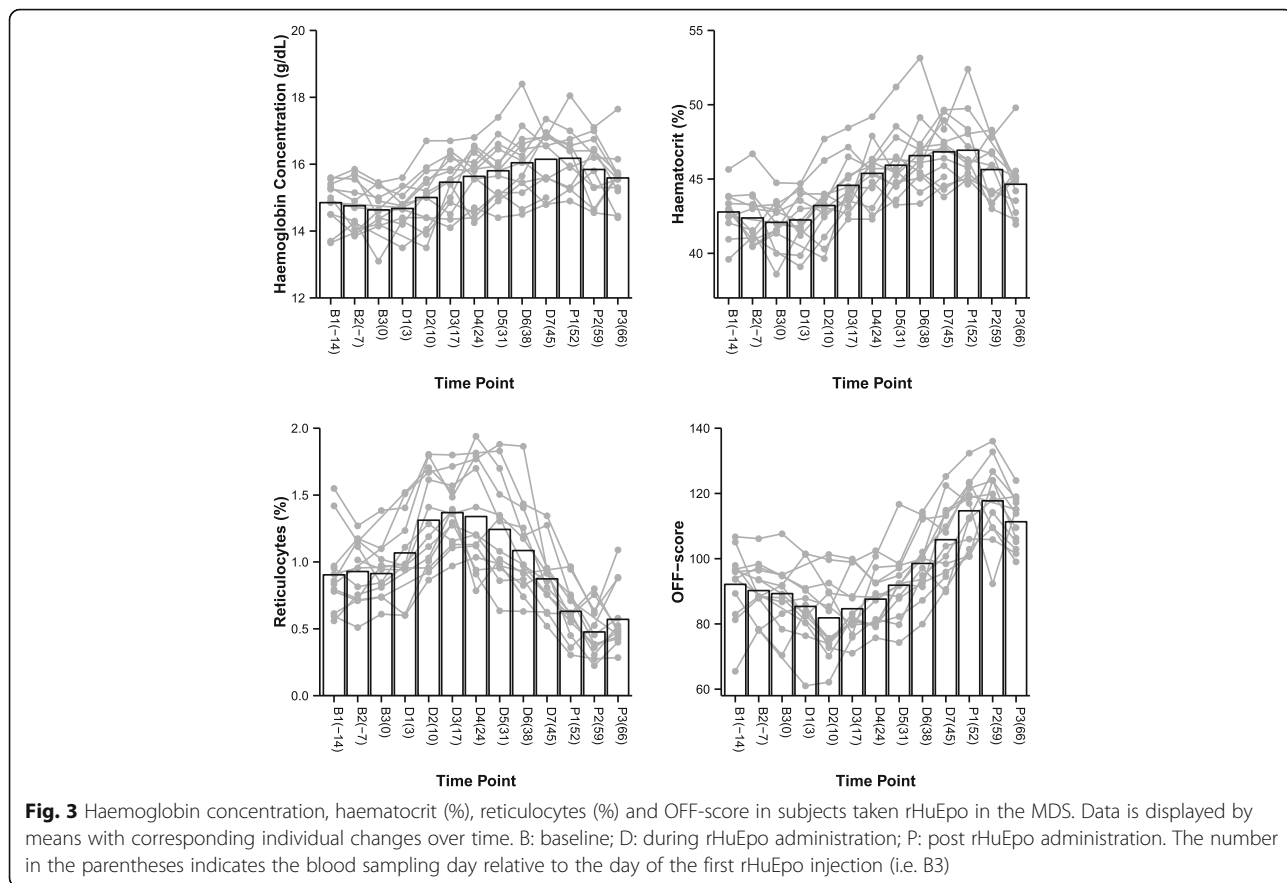 Haemoglobin Concentration (g/dL)
20
18
16
14
12
B1(−14)
B2(−7)
B3(0)
D1(3)
D2(10)
D3(17)
D4(24)
D5(31)
D6(38)
D7(45)
P1(52)
P2(59)
P3(66)
Time Point
Haematocrit (%)
55
50
45
40
B1(−14)
B2(−7)
B3(0)
D1(3)
D2(10)
D3(17)
D4(24)
D5(31)
D6(38)
D7(45)
P1(52)
P2(59)
P3(66)
Time Point
Reticulocytes (%)
2.0
1.5
1.0
0.5
0.0
B1(−14)
B2(−7)
B3(0)
D1(3)
D2(10)
D3(17)
D4(24)
D5(31)
D6(38)
D7(45)
P1(52)
P2(59)
P3(66)
Time Point
OFF−score
140
120
100
80
60
B1(−14)
B2(−7)
B3(0)
D1(3)
D2(10)
D3(17)
D4(24)
D5(31)
D6(38)
D7(45)
P1(52)
P2(59)
P3(66)
Time Point
Fig. 3 Haemoglobin concentration, haematocrit (%), reticulocytes (%) and OFF-score in subjects taken rHuEpo in the MDS. Data is displayed by
means with corresponding individual changes over time. B: baseline; D: during rHuEpo administration; P: post rHuEpo administration. The number
in the parentheses indicates the blood sampling day relative to the day of the first rHuEpo injection (i.e. B3)